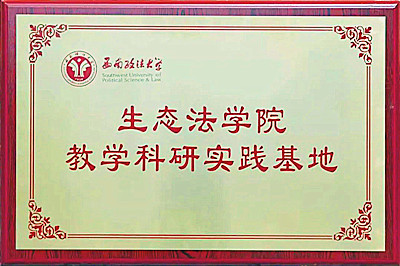 西南政法大学
Southwest University of
Political Science & Law
生态法学院
教学科研实践基地